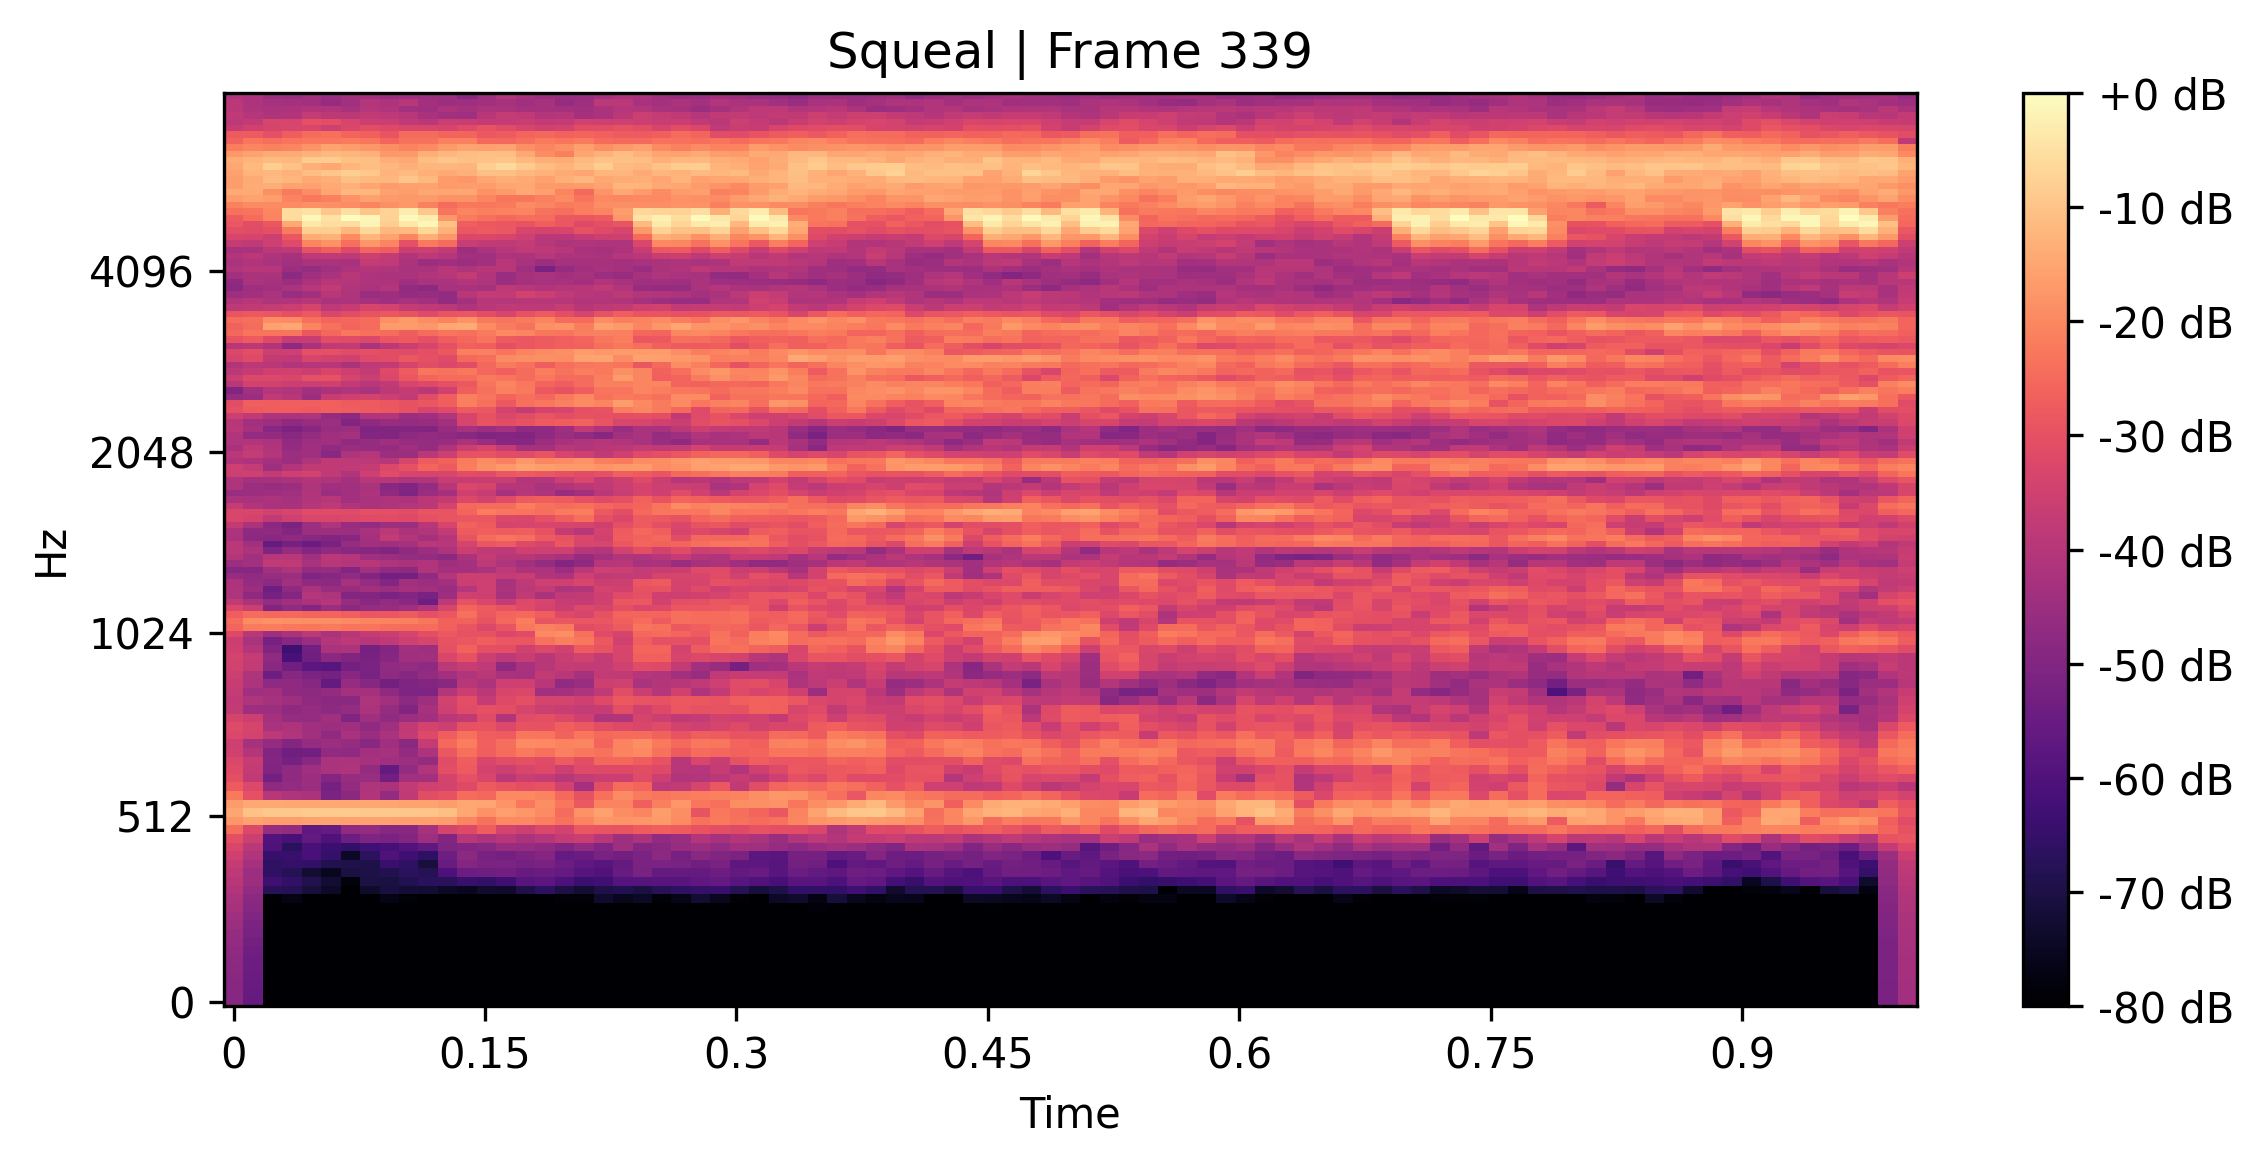 Squeal | Frame 339
+0 dB
-10 dB
-20 dB
-30 dB
-40 dB
-50 dB
-60 dB
-70 dB
-80 dB
4096
2048
1024
512
0
Hz
0 0.15 0.3 0.45 0.6 0.75 0.9
Time